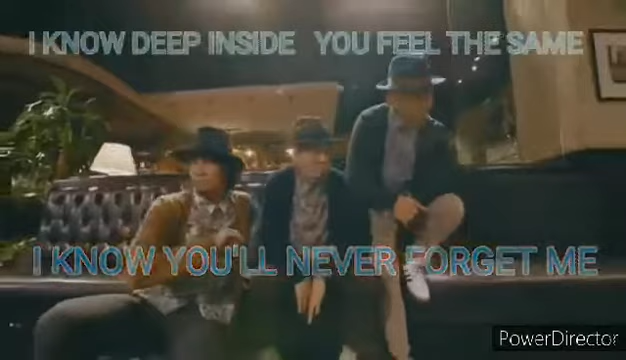 I KNOW DEEP INSIDE YOU FEEL THE SAME
I KNOW YOU'LL NEVER FORGET ME
PowerDirector